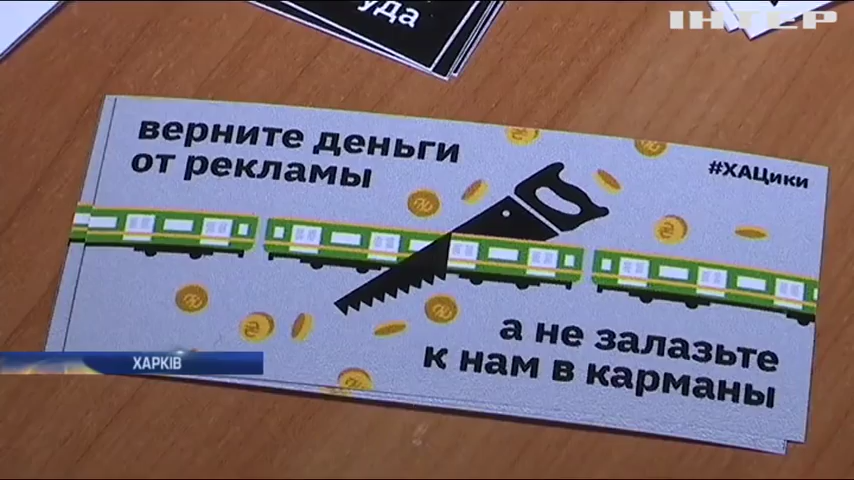 уда
ІНТЕР
верните деньги
от рекламы
#ХАЦики
а не залазьте
к нам в карманы
ХАРКІВ